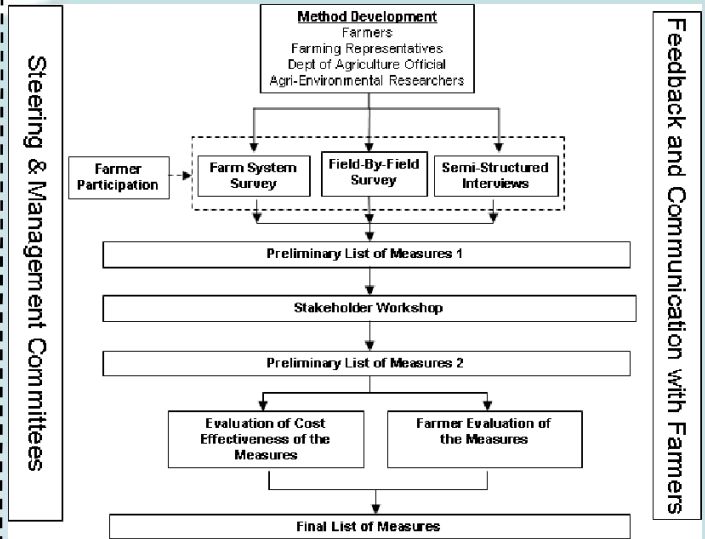 Steering & Management Committees
Method Development
Farmers
Farming Representatives
Dept of Agriculture Official
Agri-Environmental Researchers
Farmer
Participation
Farm System
Survey
Field-By-Field
Survey
Semi-Structured
Interviews
Preliminary List of Measures 1
Stakeholder Workshop
Preliminary List of Measures 2
Evaluation of Cost
Effectiveness of the
Measures
Farmer Evaluation of
the Measures
Final List of Measures
Feedback and Communication with Farmers